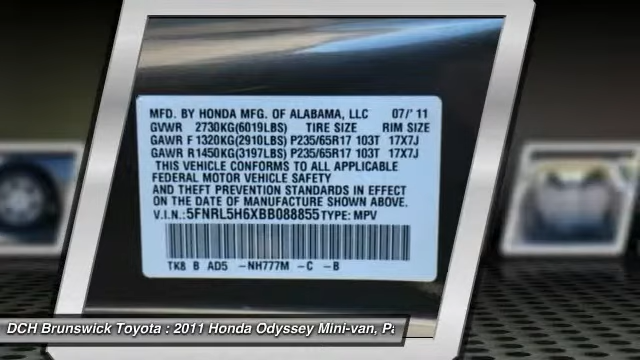 MFD. BY HONDA MFG. OF ALABAMA, LLC 07/'11
GVWR 2730KG(6019LBS) TIRE SIZE RIM SIZE
GAWR F 1320KG(2910LBS) P235/65R17 103T 17X7J
GAWR R1450KG(3197LBS) P235/65R17 103T 17X7J
THIS VEHICLE CONFORMS TO ALL APPLICABLE
FEDERAL MOTOR VEHICLE SAFETY
AND THEFT PREVENTION STANDARDS IN EFFECT
ON THE DATE OF MANUFACTURE SHOWN ABOVE.
V.I.N.:5FNRL5H6XBB088855 TYPE: MPV
TK8 B AD5 -NH777M -C -B
DCH Brunswick Toyota : 2011 Honda Odyssey Mini-van, Pa